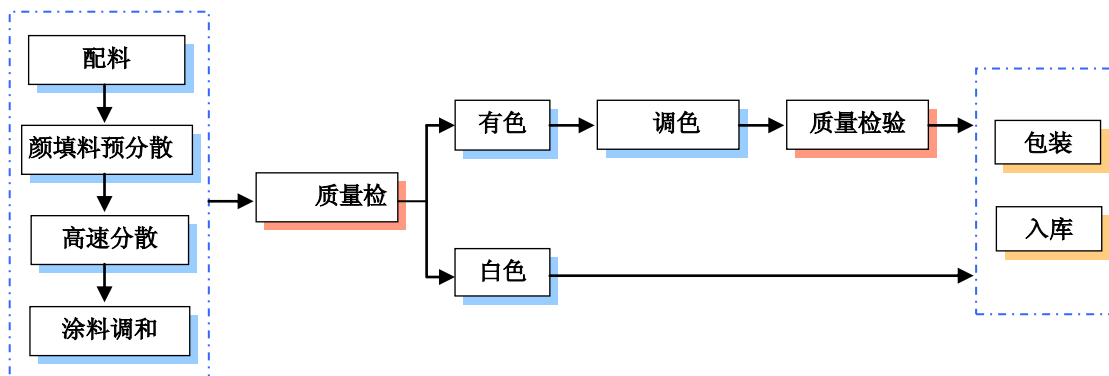 配料
颜填料预分散
高速分散
涂料调和
质量检
有色
调色
质量检验
白色
包装
入库